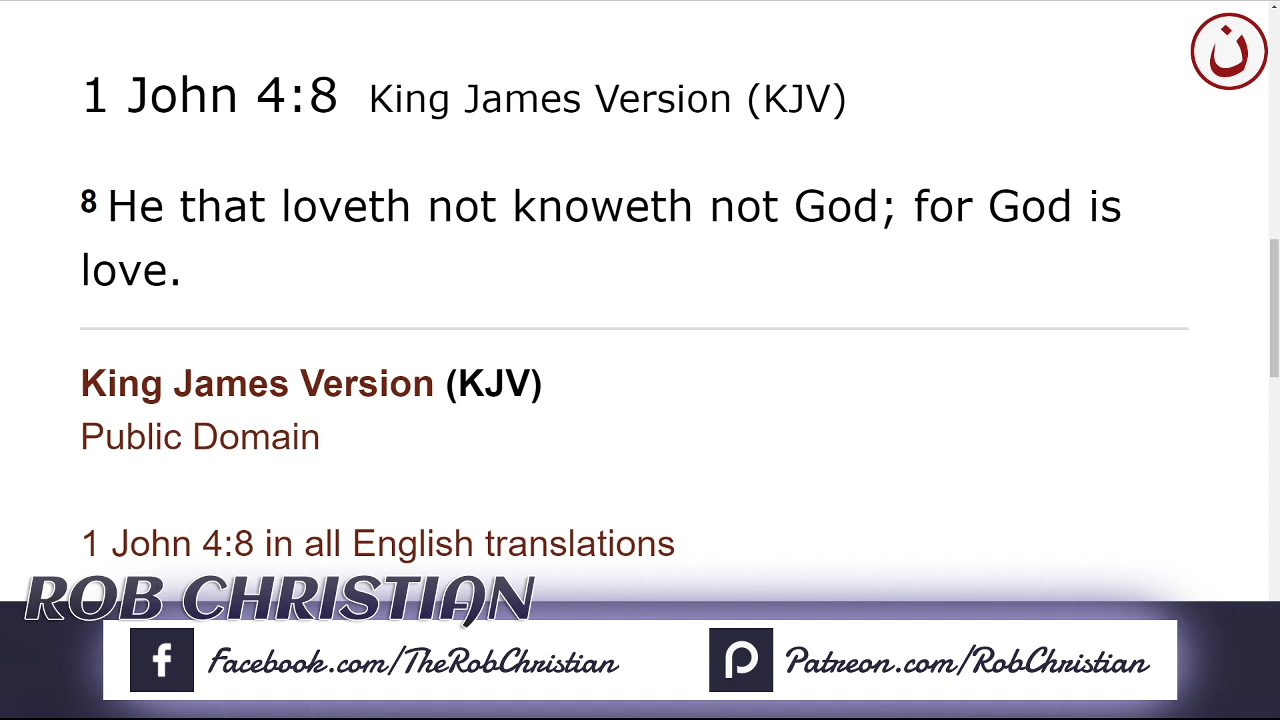 ن
1 John 4:8 King James Version (KJV)
8 He that loveth not knoweth not God; for God is
love.
King James Version (KJV)
Public Domain
1 John 4:8 in all English translations
ROB CHRISTIAN
f Facebook.com/TheRobChristian Patreon.com/RobChristian